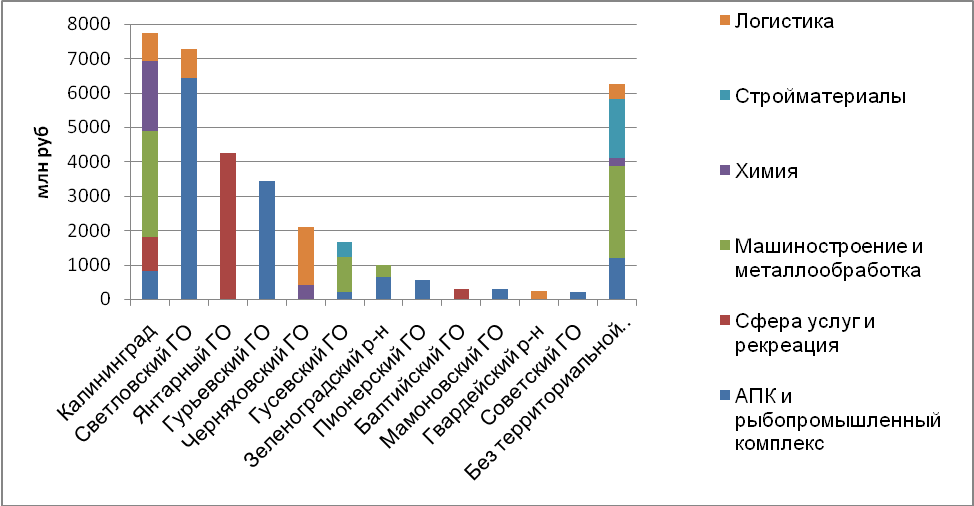 8000
7000
6000
5000
4000
3000
2000
1000
0
млн руб
Калининград
Светловский ГО
Янтарный ГО
Гурьевский ГО
Черняховский ГО
Гусевский ГО
Зеленоградский р-н
Пионерский ГО
Балтийский ГО
Мамоновский ГО
Гвардейский р-н
Советский ГО
Без территориальной..
Логистика
Стройматериалы
Химия
Машиностроение и
металлообработка
Сфера услуг и
рекреация
АПК и
рыбопромышленный
комплекс